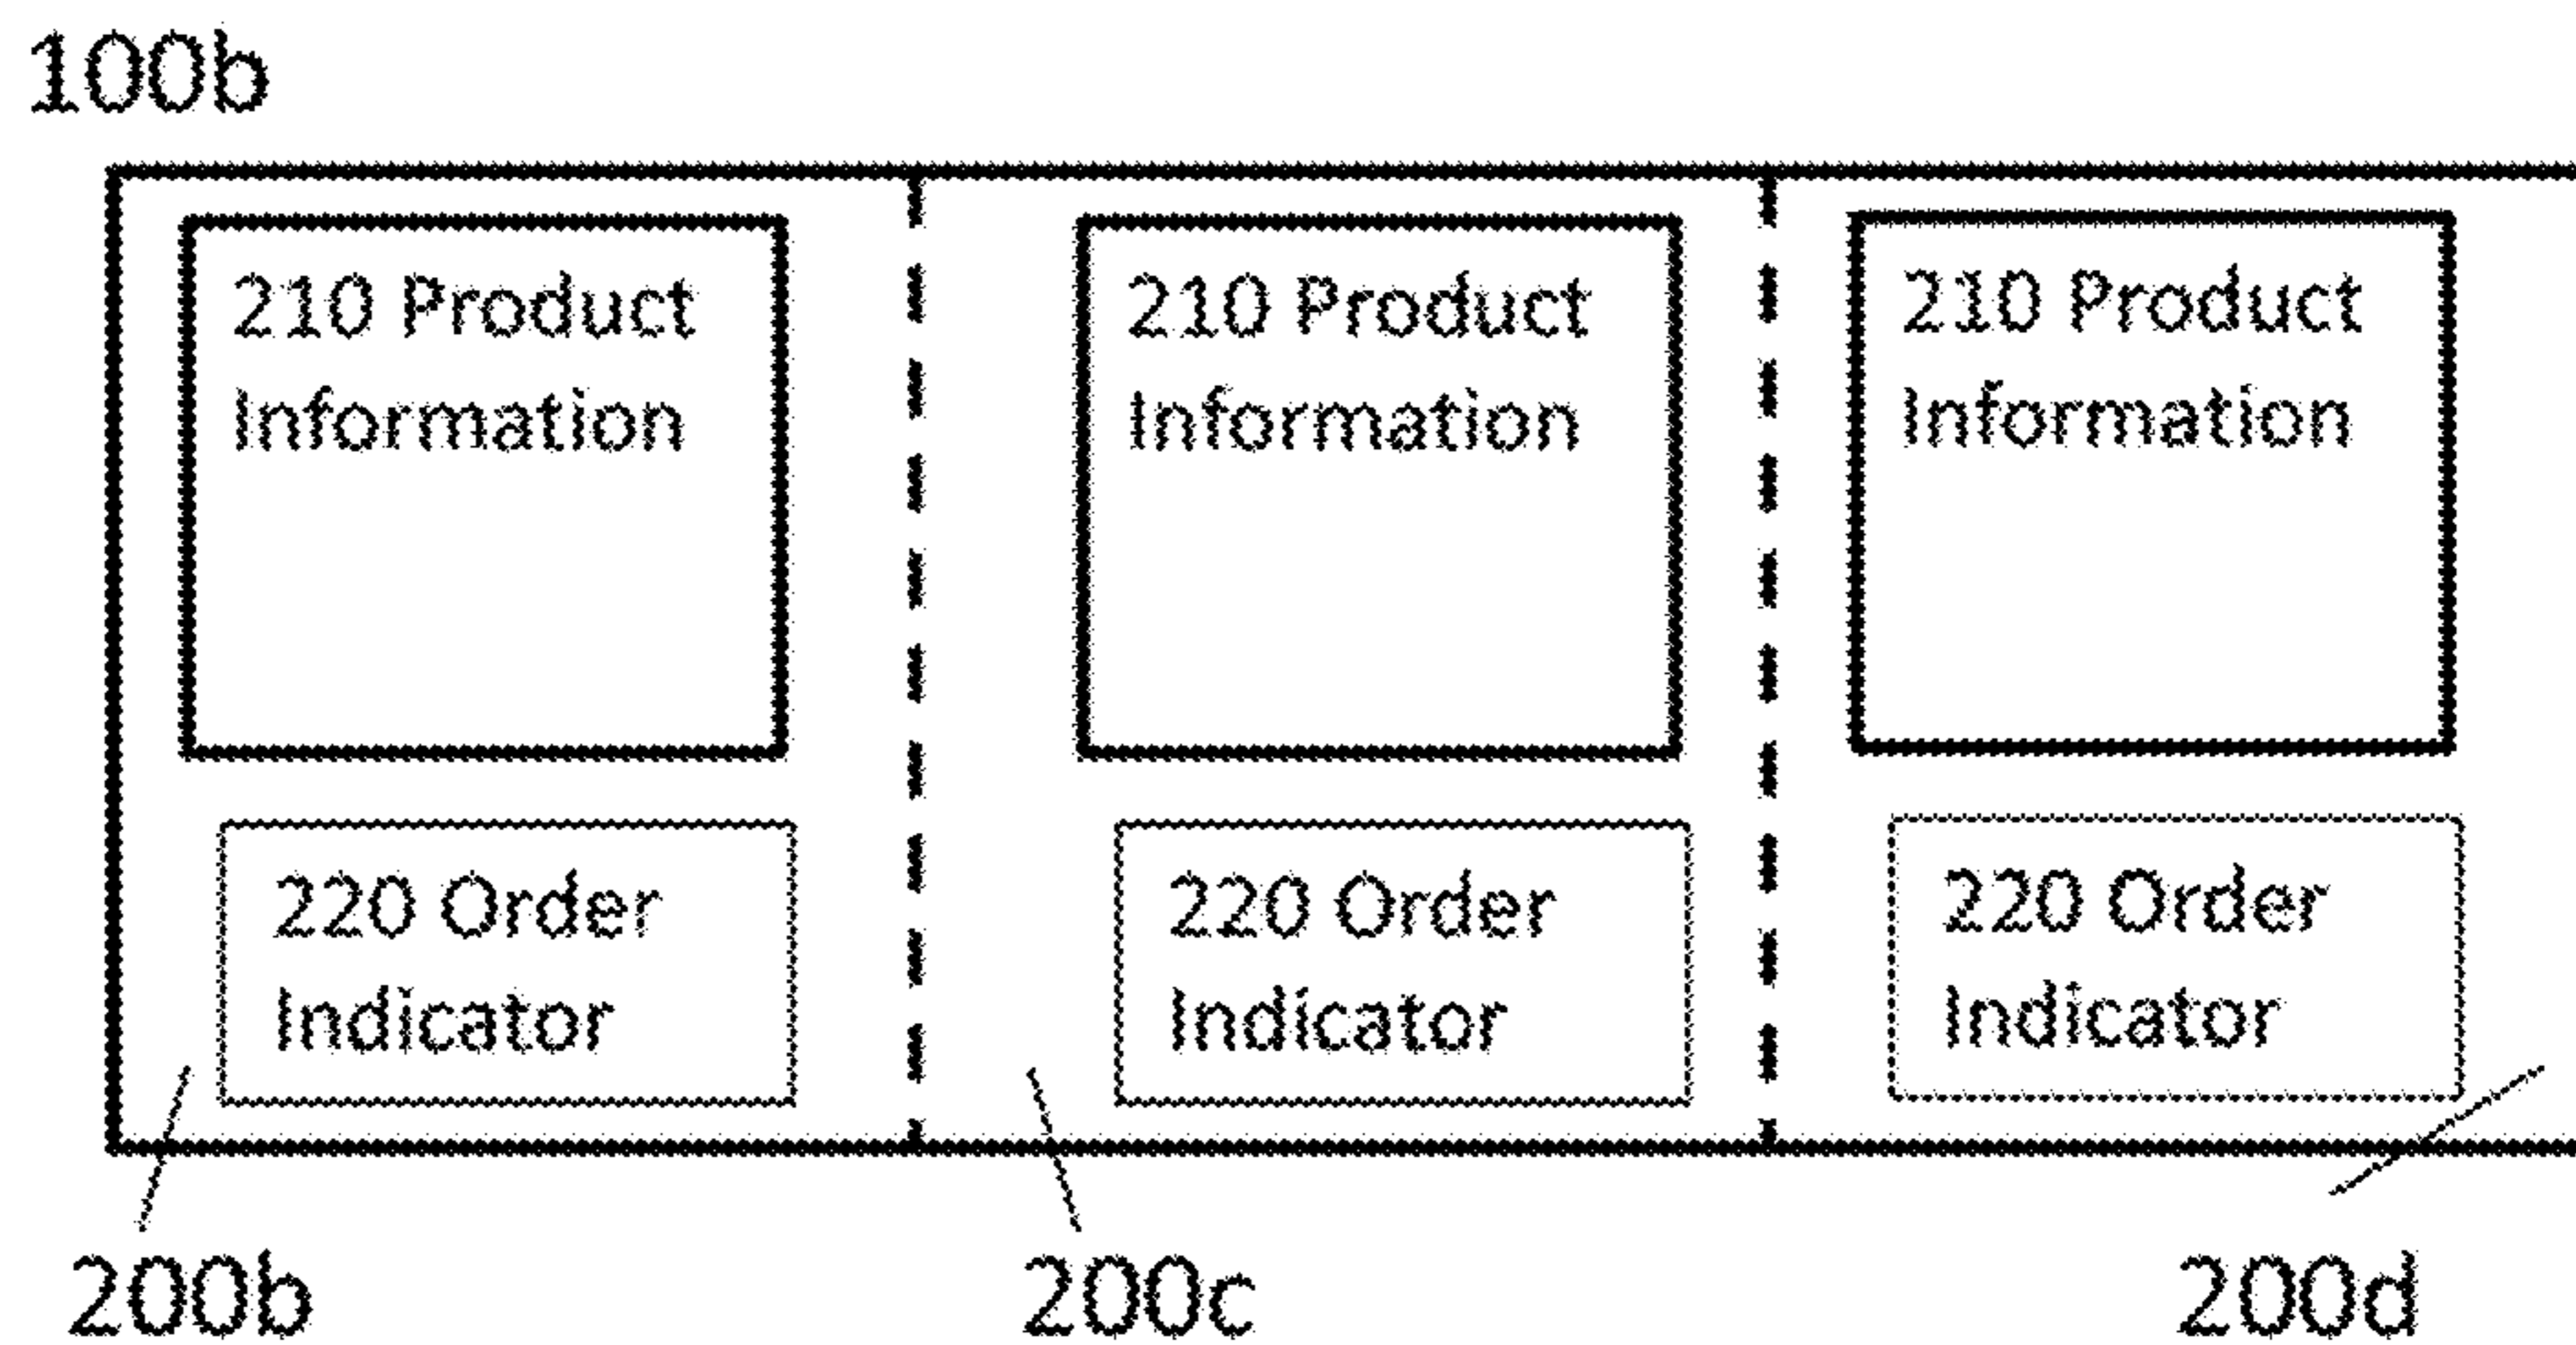 100b
210 Product
Information
210 Product
Information
210 Product
Information
220 Order
Indicator
220 Order
Indicator
220 Order
Indicator
200b
200c
200d